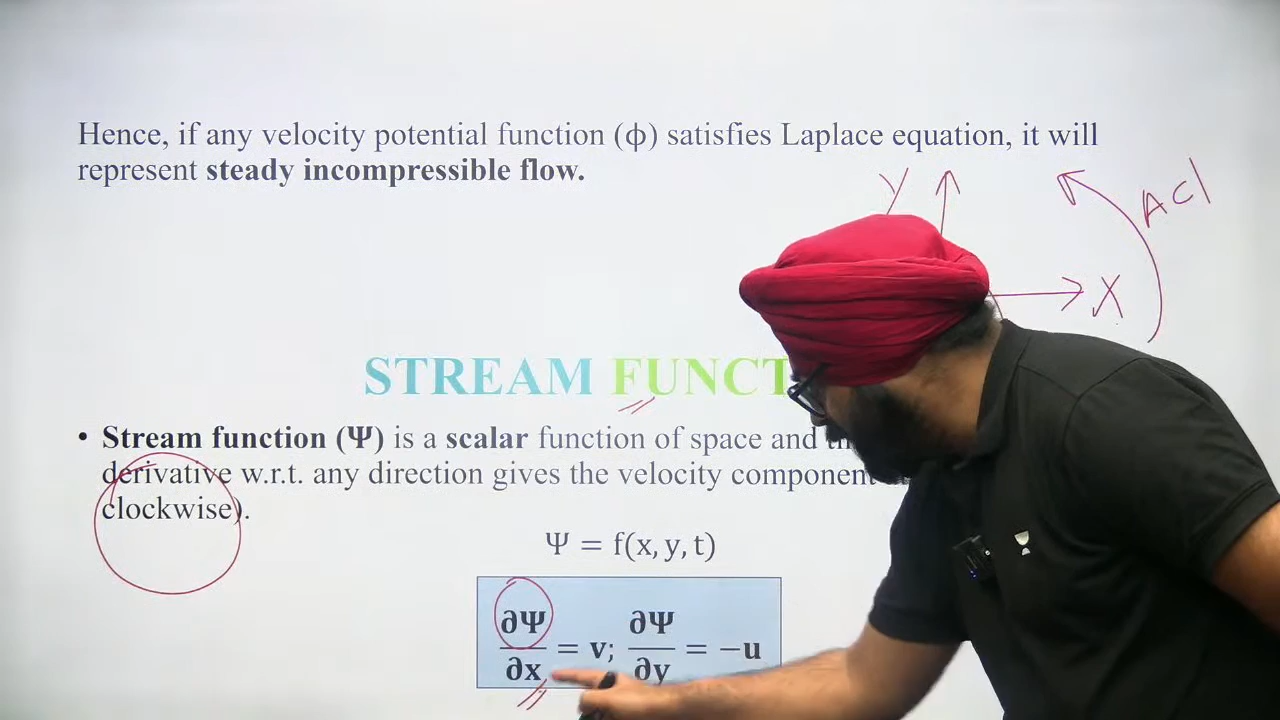 Hence, if any velocity potential function (ϕ) satisfies Laplace equation, it will
represent steady incompressible flow.
Y
ACl
X
STREAM FUNCT
• Stream function (Ψ) is a scalar function of space and
derivative w.r.t. any direction gives the velocity component
clockwise).
Ψ = f(x, y, t)
∂Ψ/∂x = v; ∂Ψ/∂y = −u